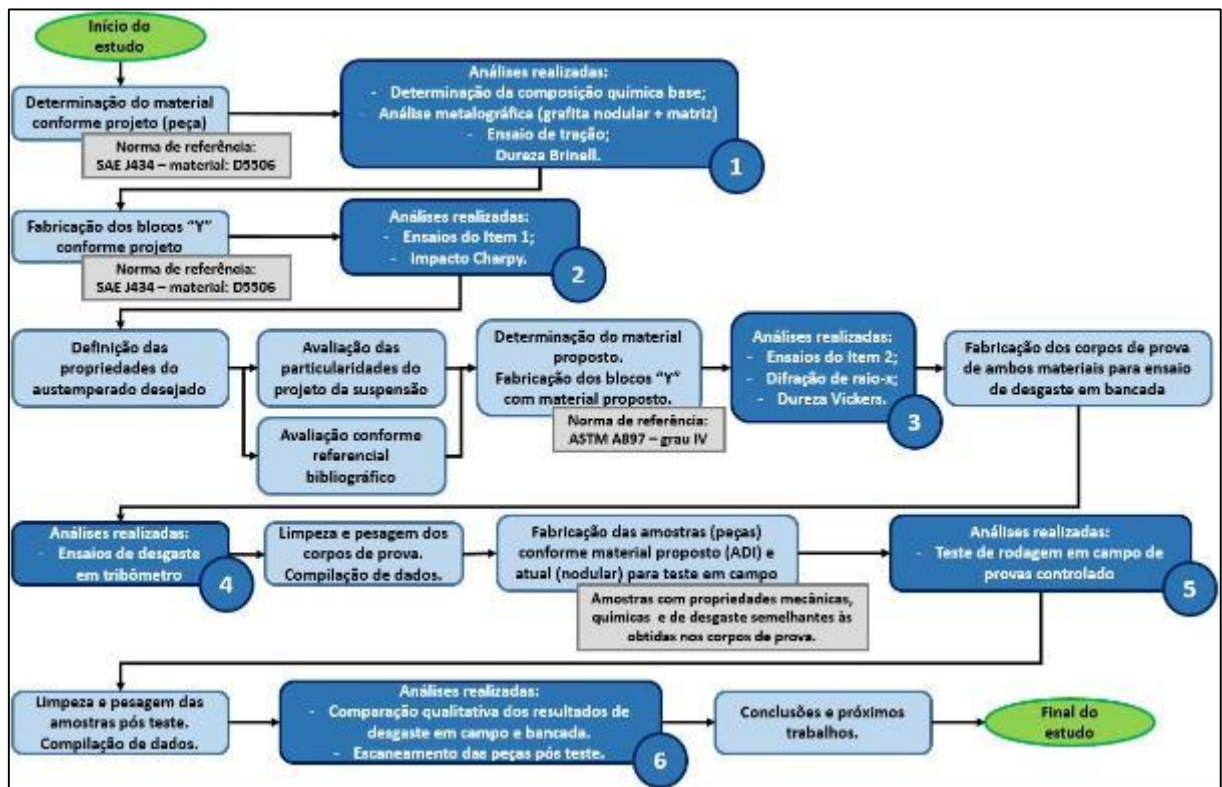 Início do
estudo
Determinação do material
conforme projeto (peça)
Norma de referência:
SAE J434 – material: D5506
Análises realizadas:
- Determinação da composição química base;
- Análise metalográfica (grafita nodular + matriz)
- Ensaio de tração;
Dureza Brinell.
1
Fabricação dos blocos “Y”
conforme projeto
Norma de referência:
SAE J434 – material: D5506
Análises realizadas:
- Ensaios do Item 1;
- Impacto Charpy.
2
Definição das
propriedades do
austemperado desejado
Avaliação das
particularidades do
projeto da suspensão
Avaliação conforme
referencial
bibliográfico
Determinação do material
proposto.
Fabricação dos blocos “Y”
com material proposto.
Norma de referência:
ASTM A897 – grau IV
Análises realizadas:
- Ensaios do Item 2;
- Difração de raio-x;
- Dureza Vickers.
3
Fabricação dos corpos de prova
de ambos materiais para ensaio
de desgaste em bancada
Análises realizadas:
- Ensaios de desgaste
em tribômetro
4
Limpeza e pesagem dos
corpos de prova.
Compilação de dados.
Fabricação das amostras (peças)
conforme material proposto (ADI) e
atual (nodular) para teste em campo
Amostras com propriedades mecânicas,
químicas e de desgaste semelhantes às
obtidas nos corpos de prova.
Análises realizadas:
- Teste de rodagem em campo de
provas controlado
5
Limpeza e pesagem das
amostras pós teste.
Compilação de dados.
Análises realizadas:
- Comparação qualitativa dos resultados de
desgaste em campo e bancada.
- Escaneamento das peças pós teste.
6
Conclusões e próximos
trabalhos.
Final do
estudo